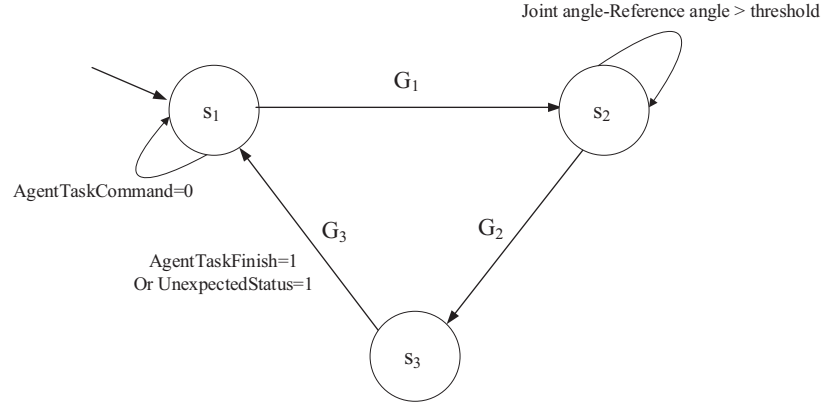 Joint angle-Reference angle > threshold
G1
s1
s2
AgentTaskCommand=0
G2
G3
AgentTaskFinish=1
Or UnexpectedStatus=1
s3